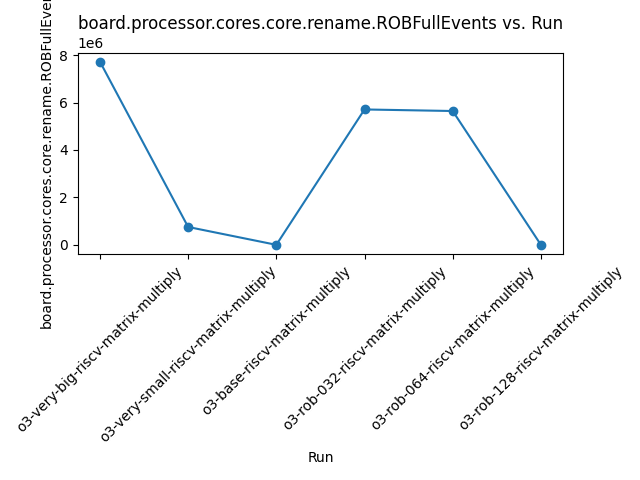 board.processor.cores.core.rename.ROBFullEvents vs. Run
1e6
8
6
4
2
0
board.processor.cores.core.rename.ROBFullEven
o3-very-big-riscv-matrix-multiply
o3-very-small-riscv-matrix-multiply
o3-base-riscv-matrix-multiply
o3-rob-032-riscv-matrix-multiply
o3-rob-064-riscv-matrix-multiply
o3-rob-128-riscv-matrix-multiply
Run